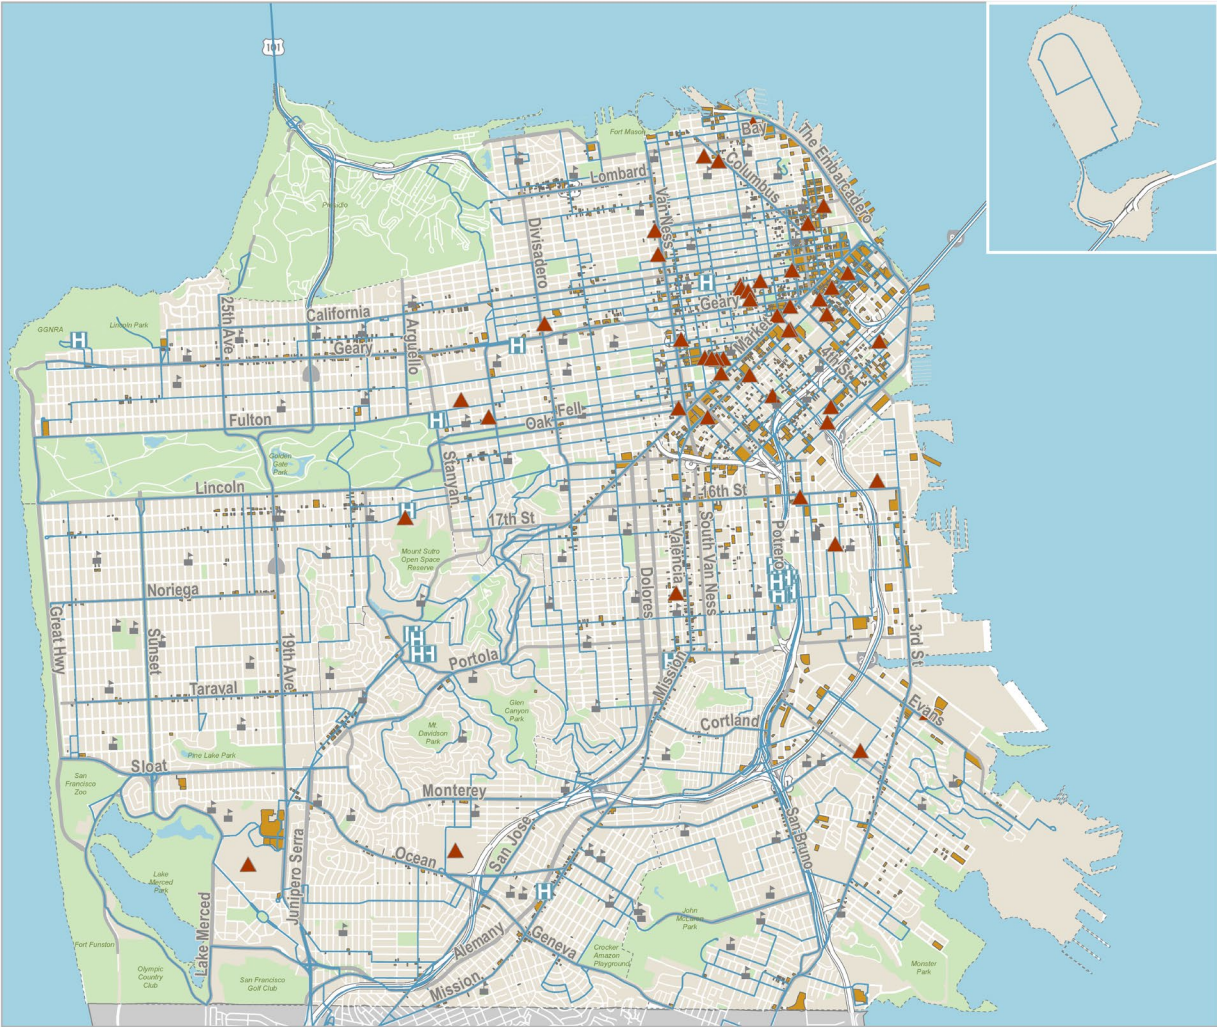 101
Fort Mason
Bay
The Embarcadero
Columbus
Lombard
Van Ness
Presidio
Divisadero
25th Ave
GGNRA
Lincoln Park
H
California
Geary
Arguello
Geary
H
H
Market
4th St
Fulton
H
Fell
Oak
Golden
Gate
Park
Stanyan
Lincoln
16th St
H
17th St
Mount Sutro
Open Space
Reserve
Valencia
South Van Ness
Potrero
Dolores
H
H
H
Noriega
Great Hwy
Sunset
19th Ave
3rd St
H
H
H
H
Portola
Mission
Taraval
Glen
Canyon
Park
Mt.
Davidson
Park
Cortland
Evans
Pine Lake Park
Sloat
San
Francisco
Zoo
Monterey
San Bruno
San Jose
Ocean
Junipero Serra
Lake
Merced
Park
H
Lake Merced
John
McLaren
Park
Alemany
Geneva
Fort Funston
Crocker
Amazon
Playground
Olympic
Country
Club
San Francisco
Golf Club
Mission
Monster
Park